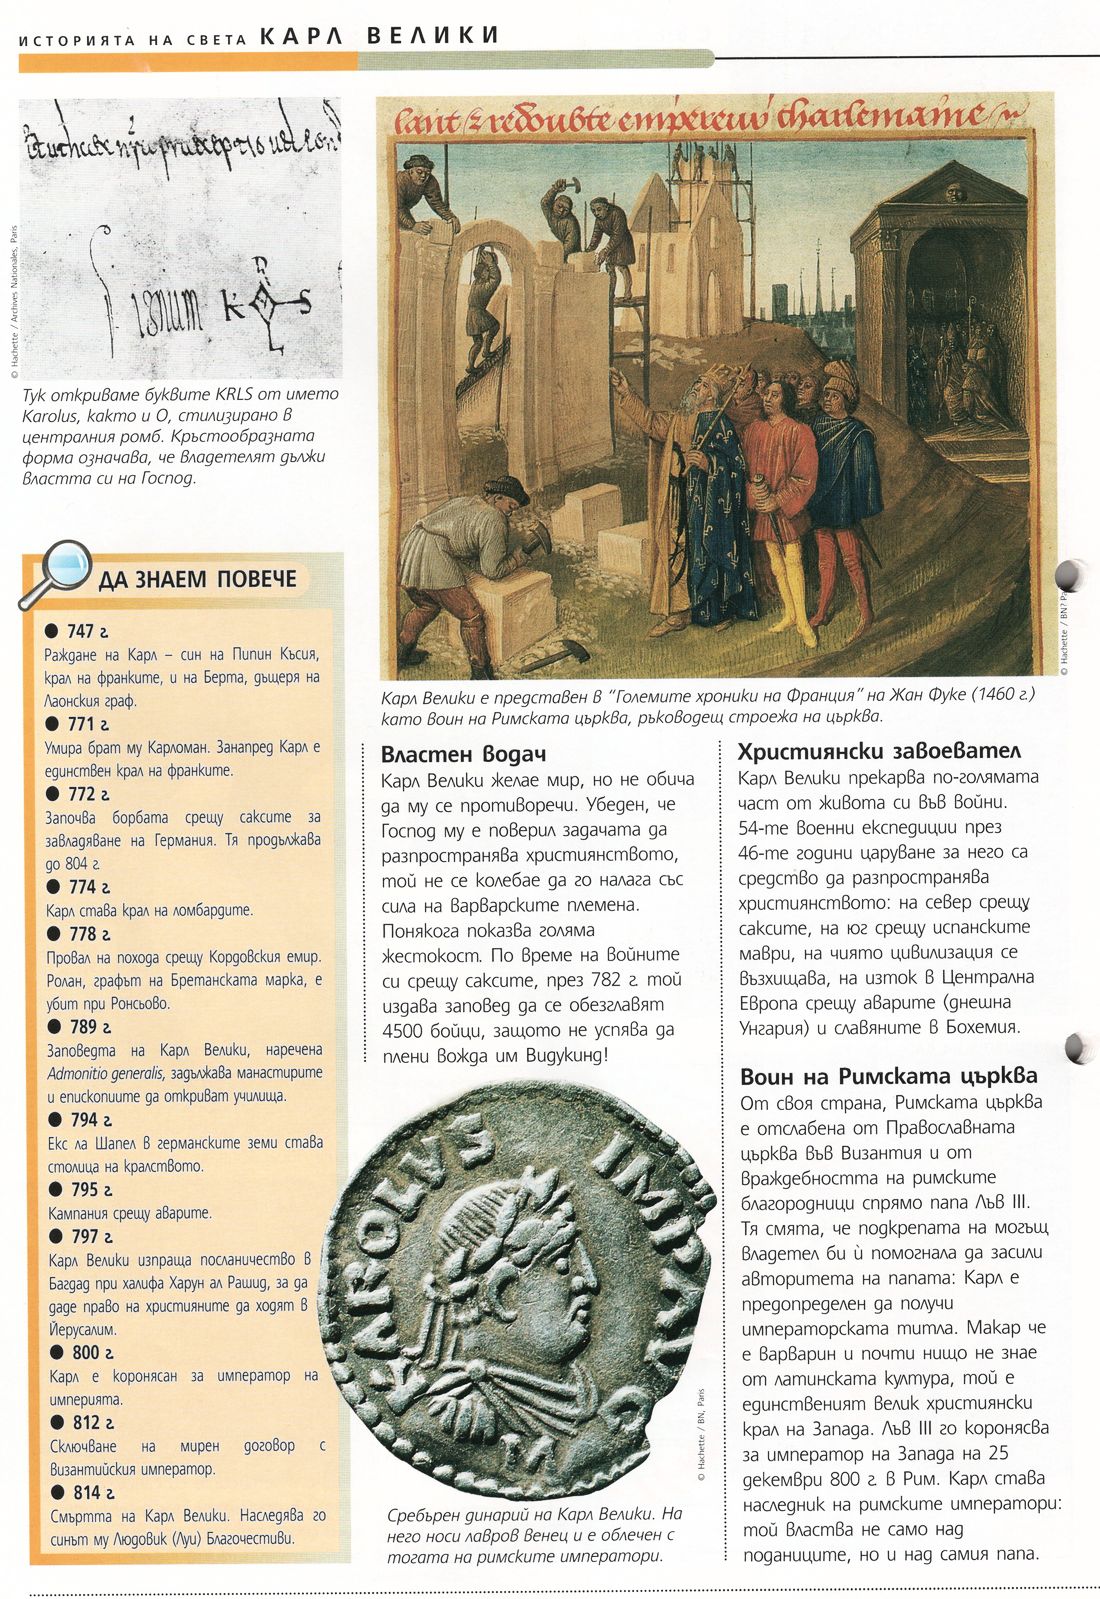 ИСТОРИЯТА НА СВЕТА КАРЛ ВЕЛИКИ
© Hachette / Archives Nationales, Paris
signum KRLS
Тук откриваме буквите KRLS от името
Karolus, както и O, стилизирано в
централния ромб. Кръстообразната
форма означава, че владетелят дължи
властта си на Господ.
ДА ЗНАЕМ ПОВЕЧЕ
● 747 г.
Раждане на Карл – син на Пипин Късия,
крал на франките, и на Берта, дъщеря на
Лаонския граф.
● 771 г.
Умира брат му Карломан. Занапред Карл е
единствен крал на франките.
● 772 г.
Започва борбата срещу саксите за
завладяване на Германия. Тя продължава
до 804 г.
● 774 г.
Карл става крал на ломбардите.
● 778 г.
Провал на похода срещу Кордовския емир.
Ролан, графът на Бретанската марка, е
убит при Ронсьово.
● 789 г.
Заповедта на Карл Велики, наречена
Admonitio generalis, задължава манастирите
и епископиите да откриват училища.
● 794 г.
Екс ла Шапел в германските земи става
столица на кралството.
● 795 г.
Кампания срещу аварите.
● 797 г.
Карл Велики изпраща посланичество в
Багдад при халифа Харун ал Рашид, за да
даде право на християните да ходят в
Йерусалим.
● 800 г.
Карл е коронясан за император на
империята.
● 812 г.
Сключване на мирен договор с
византийския император.
● 814 г.
Смъртта на Карл Велики. Наследява го
синът му Людовик (Луи) Благочестиви.
redoubte empereur charlemaine
© Hachette / BN? Pa
Карл Велики е представен в “Големите хроники на Франция” на Жан Фуке (1460 г.)
като воин на Римската църква, ръководещ строежа на църква.
Властен водач
Карл Велики желае мир, но не обича
да му се противоречи. Убеден, че
Господ му е поверил задачата да
разпространява християнството,
той не се колебае да го налага със
сила на варварските племена.
Понякога показва голяма
жестокост. По време на войните
си срещу саксите, през 782 г. той
издава заповед да се обезглавят
4500 бойци, защото не успява да
плени вожда им Видукинд!
KAROLVS IMP AVG
M
© Hachette / BN, Paris
Сребърен динарий на Карл Велики. На
него носи лавров венец и е облечен с
тогата на римските императори.
Християнски завоевател
Карл Велики прекарва по-голямата
част от живота си във войни.
54-те военни експедиции през
46-те години царуване за него са
средство да разпространява
християнството: на север срещу
саксите, на юг срещу испанските
маври, на чиято цивилизация се
възхищава, на изток в Централна
Европа срещу аварите (днешна
Унгария) и славяните в Бохемия.
Воин на Римската църква
От своя страна, Римската църква
е отслабена от Православната
църква във Византия и от
враждебността на римските
благородници спрямо папа Лъв III.
Тя смята, че подкрепата на могъщ
владетел би ѝ помогнала да засили
авторитета на папата: Карл е
предопределен да получи
императорската титла. Макар че
е варварин и почти нищо не знае
от латинската култура, той е
единственият велик християнски
крал на Запада. Лъв III го коронясва
за император на Запада на 25
декември 800 г. в Рим. Карл става
наследник на римските императори:
той властва не само над
поданиците, но и над самия папа.